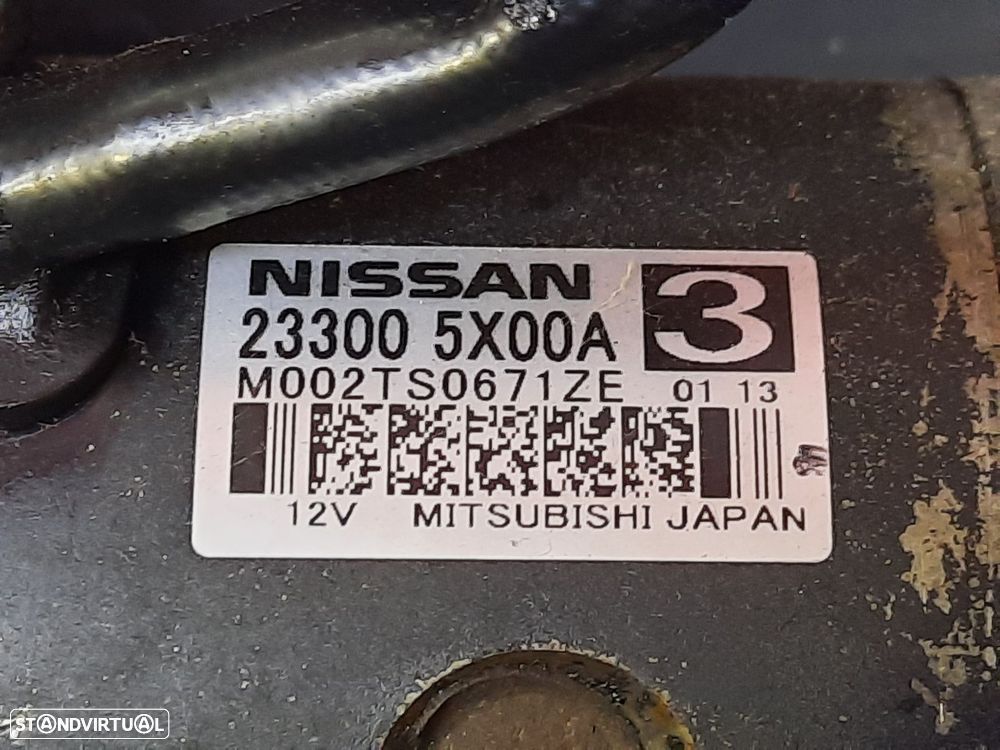 NISSAN
3
23300 5X00A
M002TS0671ZE 01 13
12V MITSUBISHI JAPAN
STANDVIRTUAL